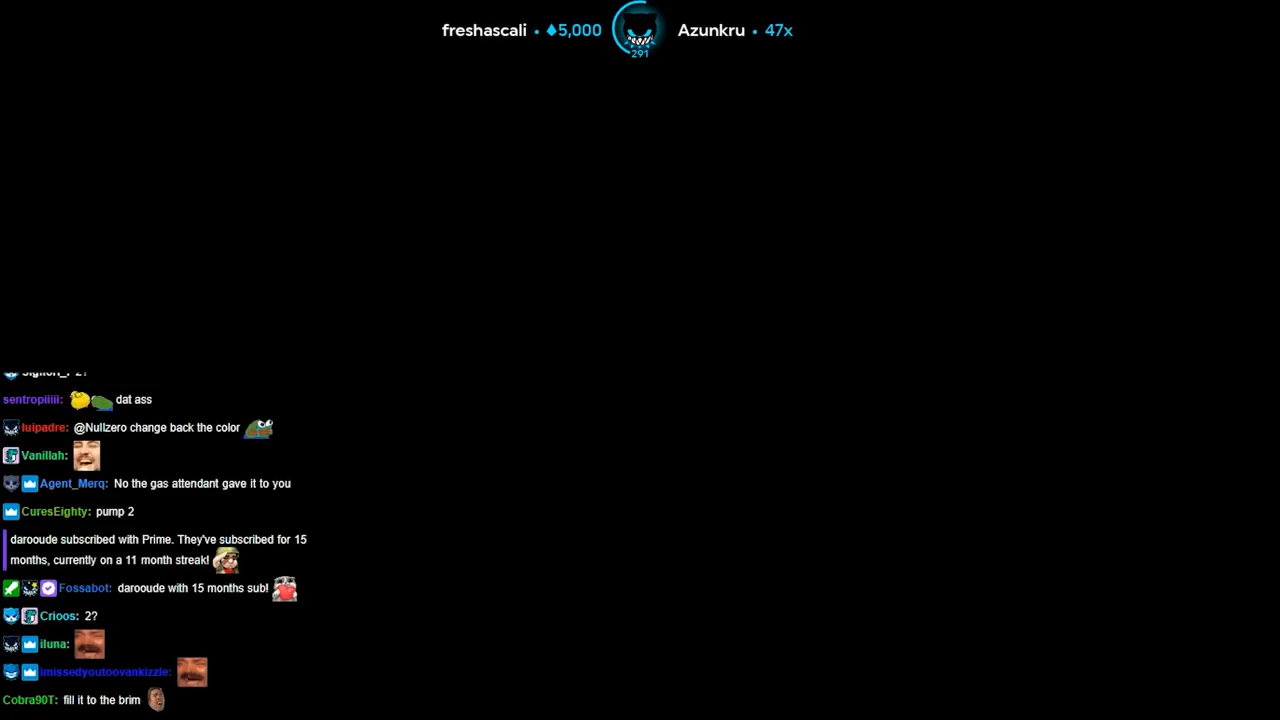 freshascali • 5,000
291
Azunkru • 47x
sentropiiiii: dat ass
luipadre: @Nullzero change back the color
Vanillah:
Agent_Merq: No the gas attendant gave it to you
CuresEighty: pump 2
darooude subscribed with Prime. They've subscribed for 15
months, currently on a 11 month streak!
Fossabot: darooude with 15 months sub!
Crioos: 2?
iluna:
imissedyoutoovankizzle:
Cobra90T: fill it to the brim